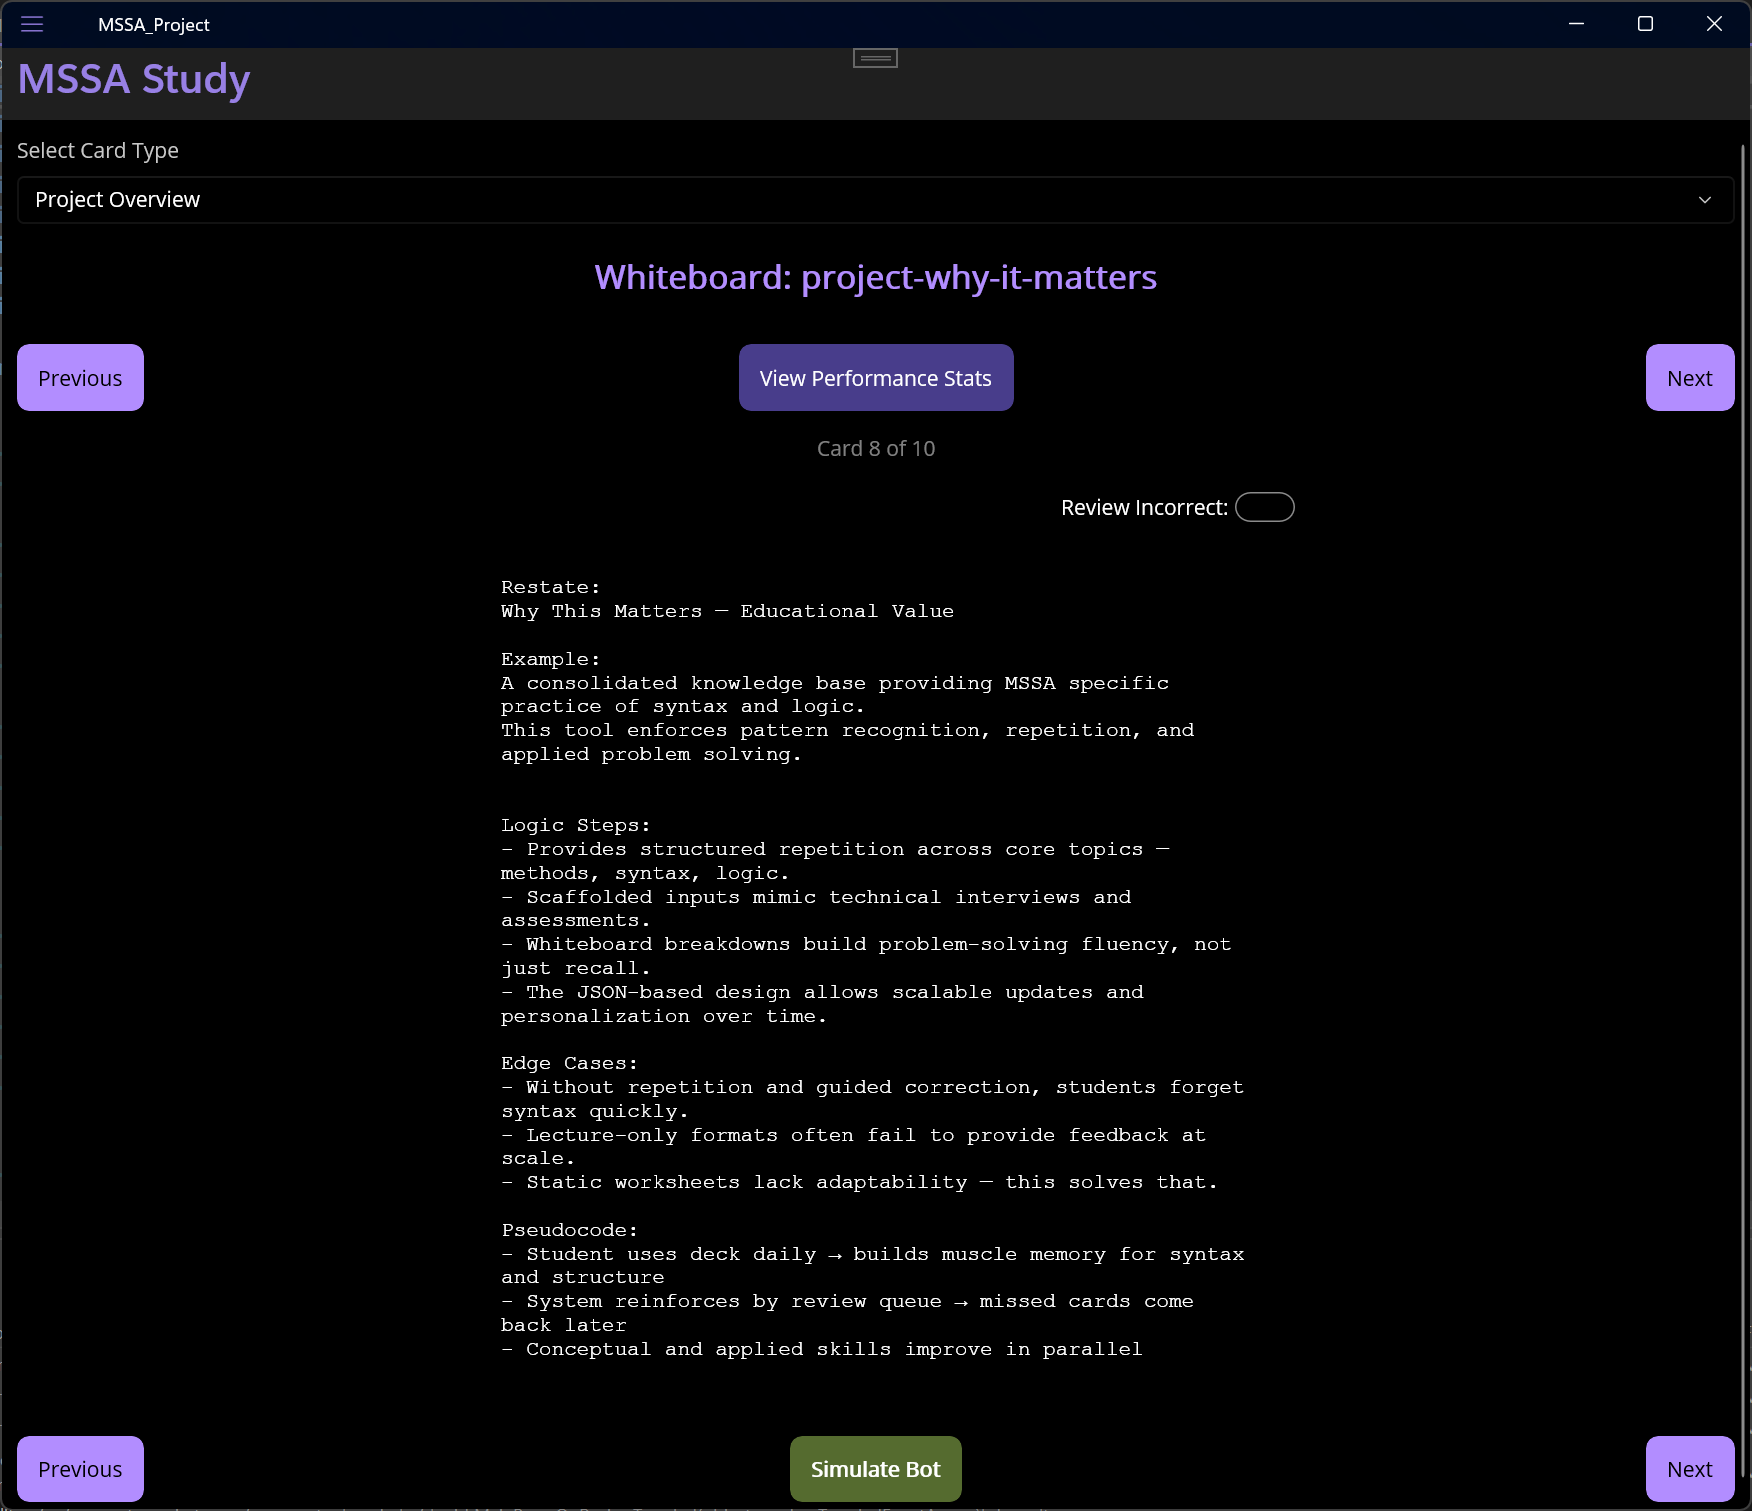 MSSA_Project
MSSA Study
Select Card Type
Project Overview
Whiteboard: project-why-it-matters
Previous
View Performance Stats
Next
Card 8 of 10
Review Incorrect:
Restate:
Why This Matters — Educational Value
Example:
A consolidated knowledge base providing MSSA specific
practice of syntax and logic.
This tool enforces pattern recognition, repetition, and
applied problem solving.
Logic Steps:
- Provides structured repetition across core topics —
methods, syntax, logic.
- Scaffolded inputs mimic technical interviews and
assessments.
- Whiteboard breakdowns build problem-solving fluency, not
just recall.
- The JSON-based design allows scalable updates and
personalization over time.
Edge Cases:
- Without repetition and guided correction, students forget
syntax quickly.
- Lecture-only formats often fail to provide feedback at
scale.
- Static worksheets lack adaptability — this solves that.
Pseudocode:
- Student uses deck daily → builds muscle memory for syntax
and structure
- System reinforces by review queue → missed cards come
back later
- Conceptual and applied skills improve in parallel
Previous
Simulate Bot
Next